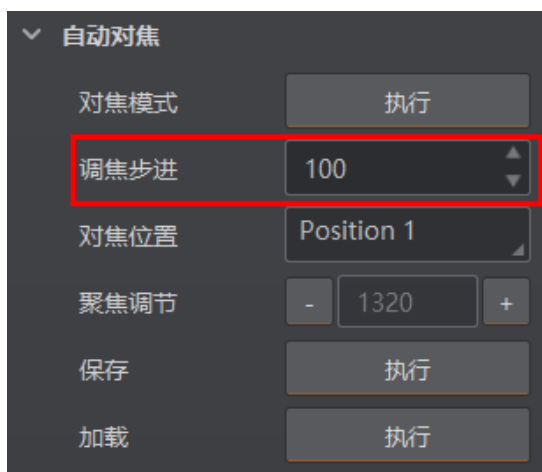 自动对焦
对焦模式 执行
调焦步进 100
对焦位置 Position 1
聚焦调节 - 1320 +
保存 执行
加载 执行